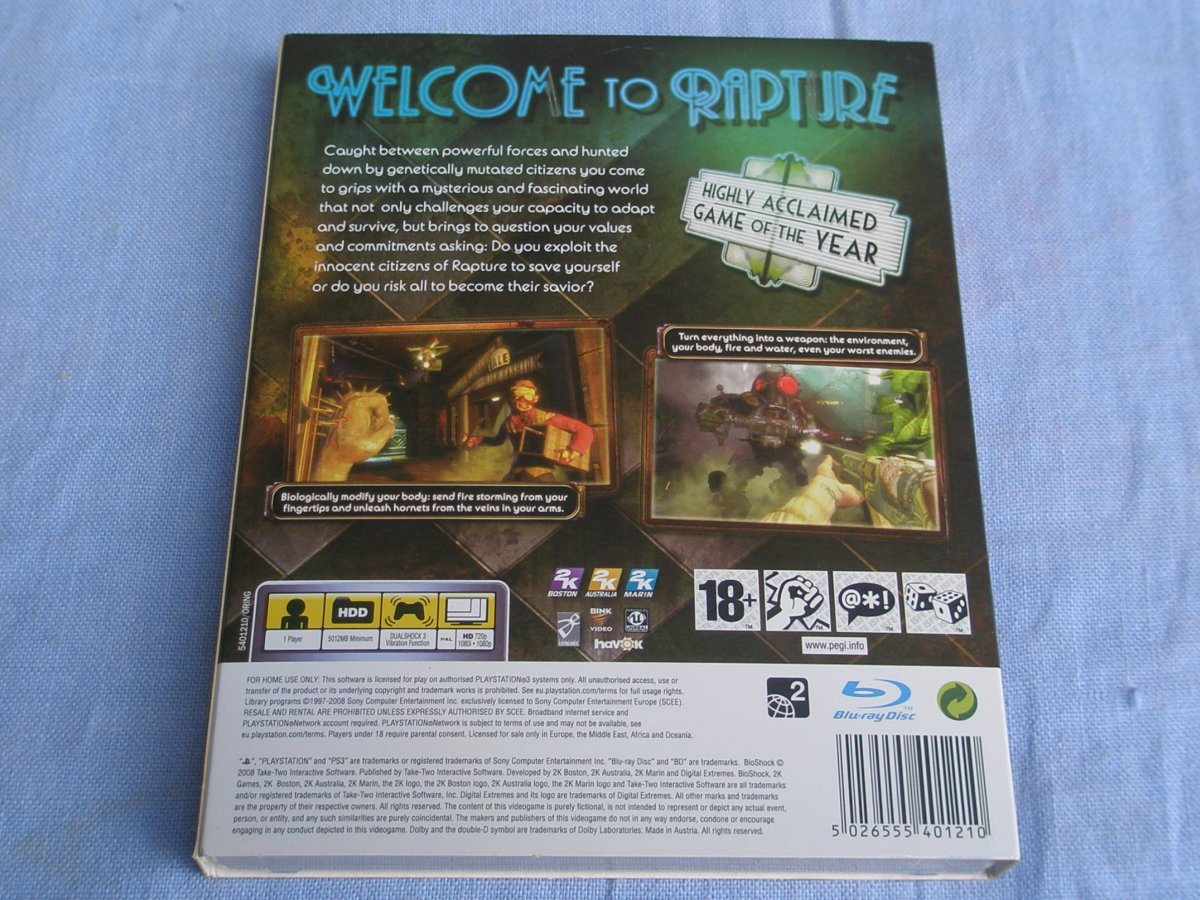 WELCOME TO RAPTURE
Caught between powerful forces and hunted
down by genetically mutated citizens you come
to grips with a mysterious and fascinating world
that not only challenges your capacity to adapt
and survive, but brings to question your values
and commitments asking: Do you exploit the
innocent citizens of Rapture to save yourself
or do you risk all to become their savior?
HIGHLY ACCLAIMED
GAME OF THE YEAR
Turn everything into a weapon: the environment,
your body, fire and water, even your worst enemies.
Biologically modify your body: send fire storming from your
fingertips and unleash hornets from the veins in your arms.
5401210/ORING
1 Player
HDD
5012MB Minimum
DUALSHOCK 3
Vibration Function
PAL
HD 720p
1080i • 1080p
2K
BOSTON
2K
AUSTRALIA
2K
MARIN
BINK
VIDEO
havok
18+
TM
@*!
www.pegi.info
FOR HOME USE ONLY: This software is licensed for play on authorised PLAYSTATION®3 systems only. All unauthorised access, use or
transfer of the product or its underlying copyright and trademark works is prohibited. See eu.playstation.com/terms for full usage rights.
Library programs ©1997-2008 Sony Computer Entertainment Inc. exclusively licensed to Sony Computer Entertainment Europe (SCEE).
RESALE AND RENTAL ARE PROHIBITED UNLESS EXPRESSLY AUTHORISED BY SCEE. Broadband internet service and
PLAYSTATION®Network account required. PLAYSTATION®Network is subject to terms of use and may not be available, see
eu.playstation.com/terms. Players under 18 require parental consent. Licensed for sale only in Europe, the Middle East, Africa and Oceania.
2
Blu-ray Disc
TM
"", "PLAYSTATION" and "PS3" are trademarks or registered trademarks of Sony Computer Entertainment Inc. "Blu-ray Disc" and "BD" are trademarks. BioShock ©
2008 Take-Two Interactive Software. Published by Take-Two Interactive Software. Developed by 2K Boston, 2K Australia, 2K Marin and Digital Extremes. BioShock, 2K
Games, 2K Boston, 2K Australia, 2K Marin, the 2K logo, the 2K Boston logo, 2K Australia logo, the 2K Marin logo and Take-Two Interactive Software are all trademarks
and/or registered trademarks of Take-Two Interactive Software, Inc. Digital Extremes and its logo are trademarks of Digital Extremes. All other marks and trademarks
are the property of their respective owners. All rights reserved. The content of this videogame is purely fictional, is not intended to represent or depict any actual event,
person, or entity, and any such similarities are purely coincidental. The makers and publishers of this videogame do not in any way endorse, condone or encourage
engaging in any conduct depicted in this videogame. Dolby and the double-D symbol are trademarks of Dolby Laboratories. Made in Austria. All rights reserved.
5 026555 401210